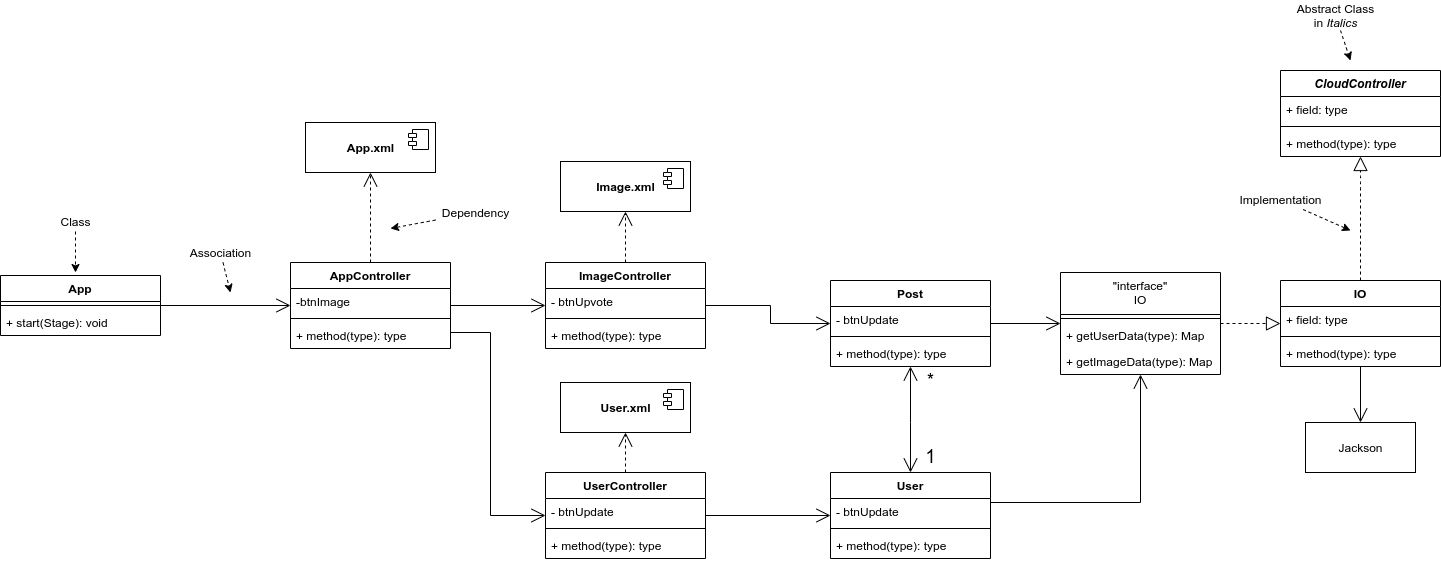 Abstract Class
in Italics
CloudController
+ field: type
+ method(type): type
App.xml
Image.xml
Implementation
Dependency
Class
Association
App
+ start(Stage): void
AppController
-btnImage
+ method(type): type
ImageController
- btnUpvote
+ method(type): type
Post
- btnUpdate
+ method(type): type
"interface"
IO
+ getUserData(type): Map
+ getImageData(type): Map
IO
+ field: type
+ method(type): type
*
1
User.xml
Jackson
UserController
- btnUpdate
+ method(type): type
User
- btnUpdate
+ method(type): type